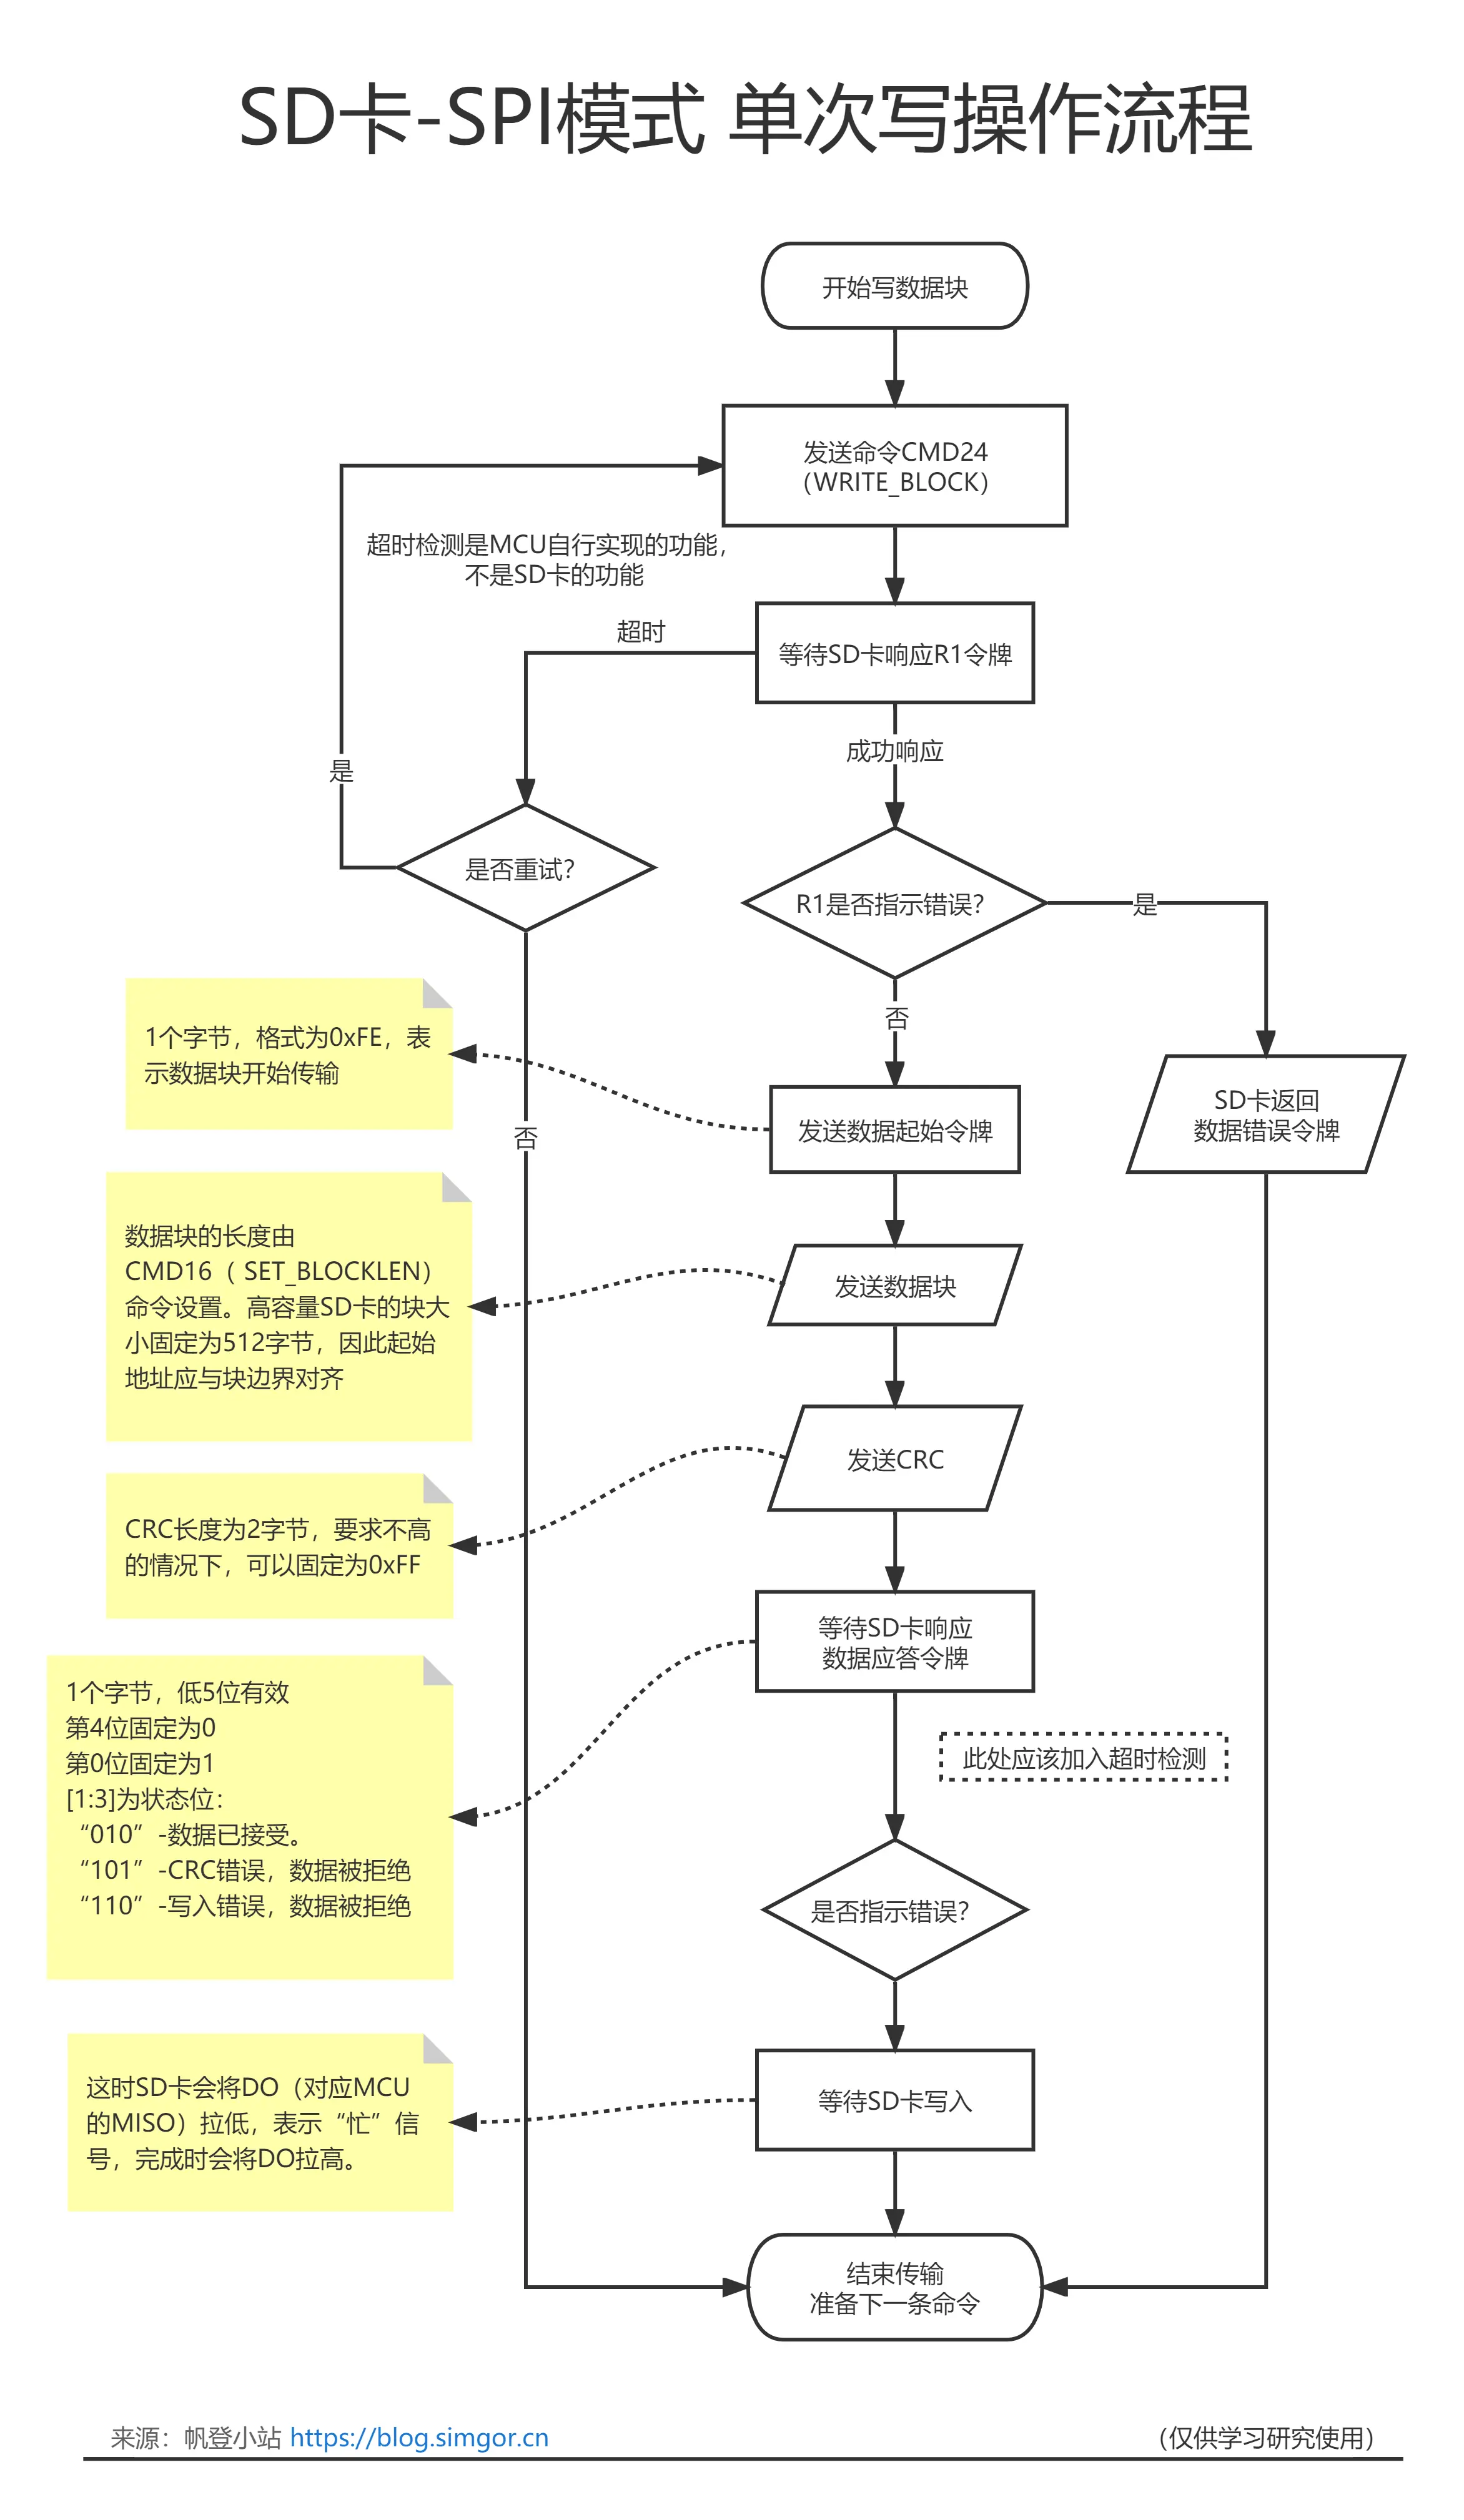 SD卡-SPI模式 单次写操作流程
开始写数据块
发送命令CMD24
（WRITE_BLOCK）
超时检测是MCU自行实现的功能，
不是SD卡的功能
超时
等待SD卡响应R1令牌
成功响应
是
是否重试？
R1是否指示错误？
是
否
1个字节，格式为0xFE，表
示数据块开始传输
否
发送数据起始令牌
SD卡返回
数据错误令牌
数据块的长度由
CMD16（ SET_BLOCKLEN）
命令设置。高容量SD卡的块大
小固定为512字节，因此起始
地址应与块边界对齐
发送数据块
发送CRC
CRC长度为2字节，要求不高
的情况下，可以固定为0xFF
等待SD卡响应
数据应答令牌
1个字节，低5位有效
第4位固定为0
第0位固定为1
[1:3]为状态位：
“010”-数据已接受。
“101”-CRC错误，数据被拒绝
“110”-写入错误，数据被拒绝
此处应该加入超时检测
是否指示错误？
等待SD卡写入
这时SD卡会将DO（对应MCU
的MISO）拉低，表示“忙”信
号，完成时会将DO拉高。
结束传输
准备下一条命令
来源：帆登小站 https://blog.simgor.cn
（仅供学习研究使用）